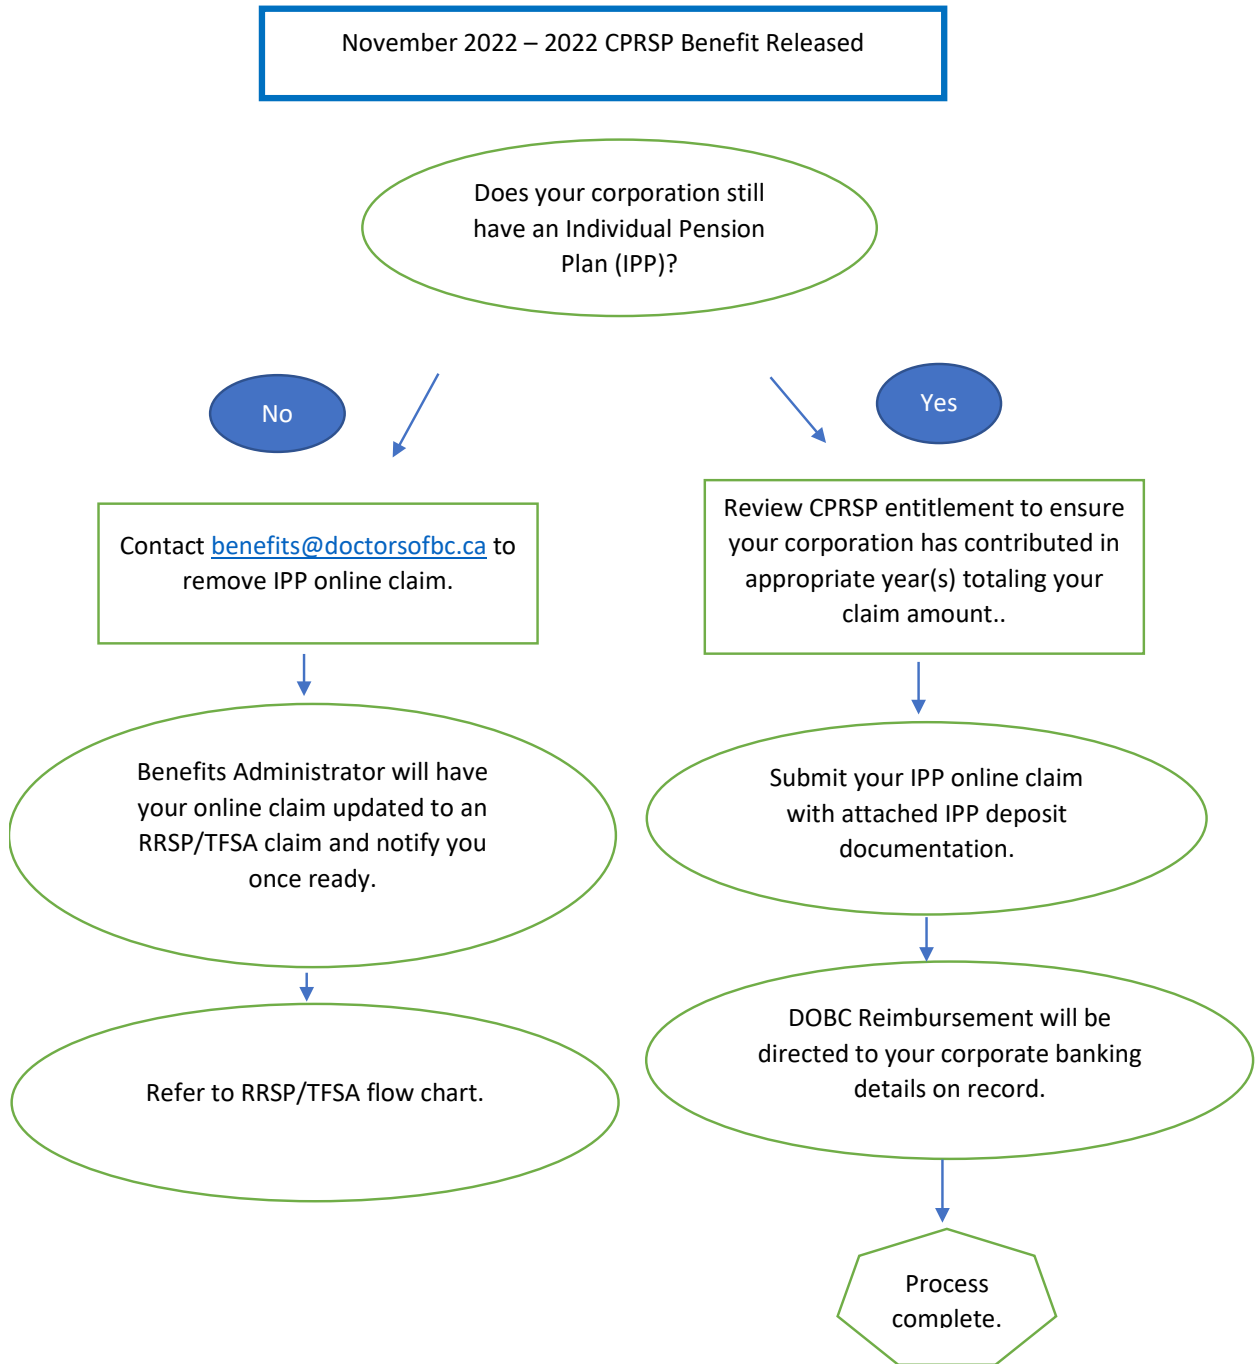 November 2022 – 2022 CPRSP Benefit Released
Does your corporation still
have an Individual Pension
Plan (IPP)?
No
Yes
Contact benefits@doctorsofbc.ca to
remove IPP online claim.
Review CPRSP entitlement to ensure
your corporation has contributed in
appropriate year(s) totaling your
claim amount..
Benefits Administrator will have
your online claim updated to an
RRSP/TFSA claim and notify you
once ready.
Submit your IPP online claim
with attached IPP deposit
documentation.
Refer to RRSP/TFSA flow chart.
DOBC Reimbursement will be
directed to your corporate banking
details on record.
Process
complete.